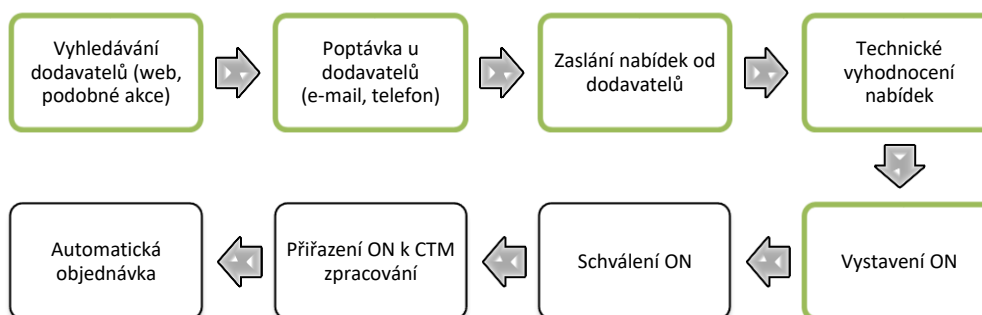 Vyhledávání
dodavatelů (web,
podobné akce)
Poptávka u
dodavatelů
(e-mail, telefon)
Zaslání nabídek od
dodavatelů
Technické
vyhodnocení
nabídek
Vystavení ON
Schválení ON
Přiřazení ON k CTM
zpracování
Automatická
objednávka